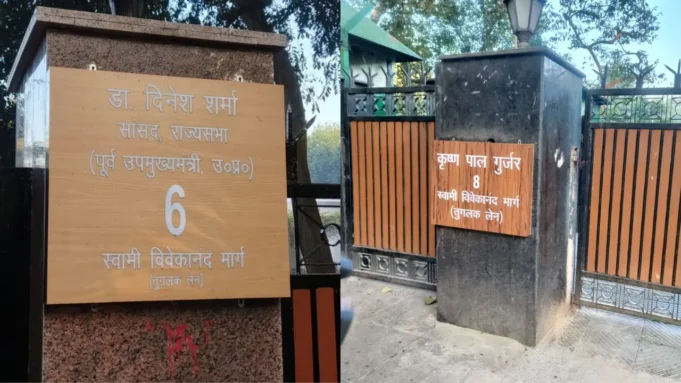 डा. दिनेश शर्मा
सांसद, राज्यसभा
(पूर्व उपमुख्यमंत्री, उ०प्र०)
6
स्वामी विवेकानंद मार्ग
(तुगलक लेन)
कृष्ण पाल गुर्जर
8
स्वामी विवेकानंद मार्ग
(तुगलक लेन)